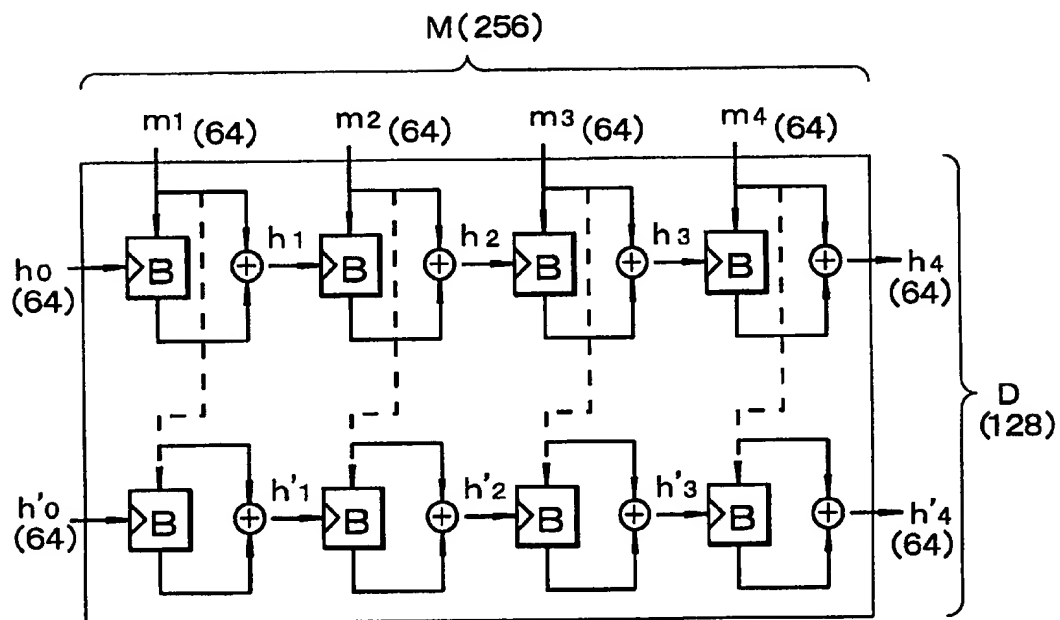 M(256)
m1 (64) m2 (64) m3 (64) m4 (64)
h0 B h1 B h2 B h3 B h4
(64) (64)
D
(128)
h'0 B h'1 B h'2 B h'3 B h'4
(64) (64)